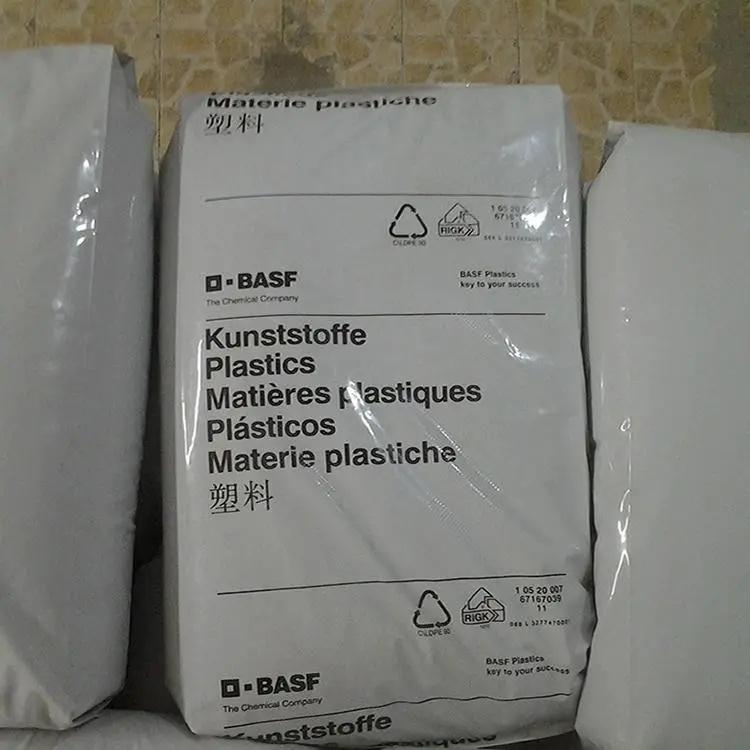 Materie plastiche
塑料
RIGK
BASF
The Chemical Company
BASF Plastics
key to your success
Kunststoffe
Plastics
Matières plastiques
Plásticos
Materie plastiche
塑料
RIGK
1 05 20 007
67167039
11
BASF
The Chemical Company
BASF Plastics
key to your success
Kunststoffe